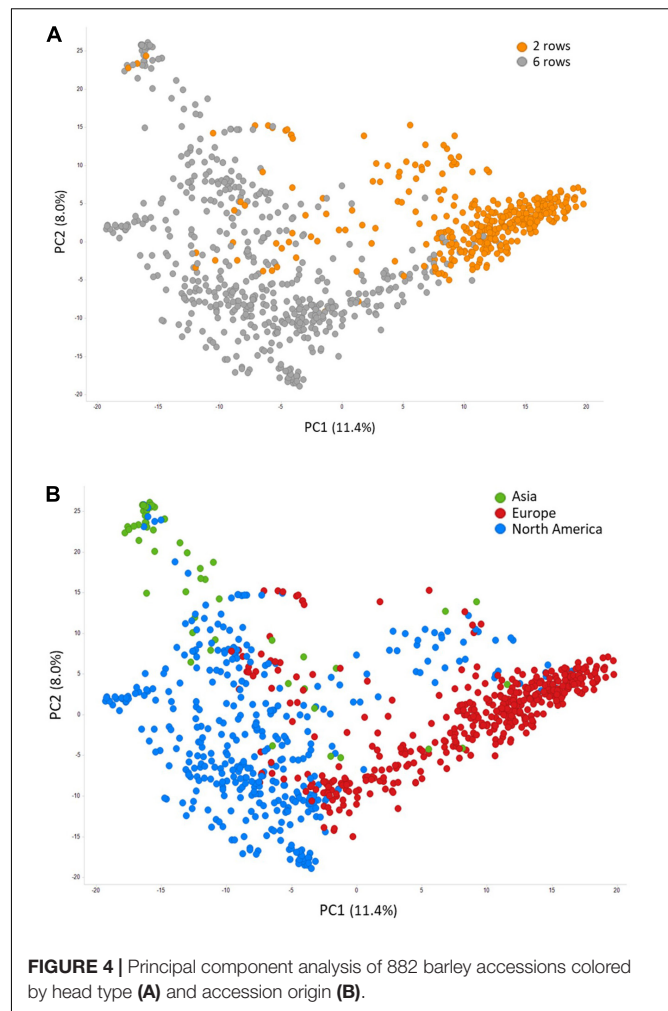 A
2 rows
6 rows
25
20
15
10
5
0
-5
-10
-15
-20
PC2 (8.0%)
-20 -15 -10 -5 0 5 10 15 20
PC1 (11.4%)
B
Asia
Europe
North America
25
20
15
10
5
0
-5
-10
-15
-20
PC2 (8.0%)
-20 -15 -10 -5 0 5 10 15 20
PC1 (11.4%)
FIGURE 4 | Principal component analysis of 882 barley accessions colored
by head type (A) and accession origin (B).